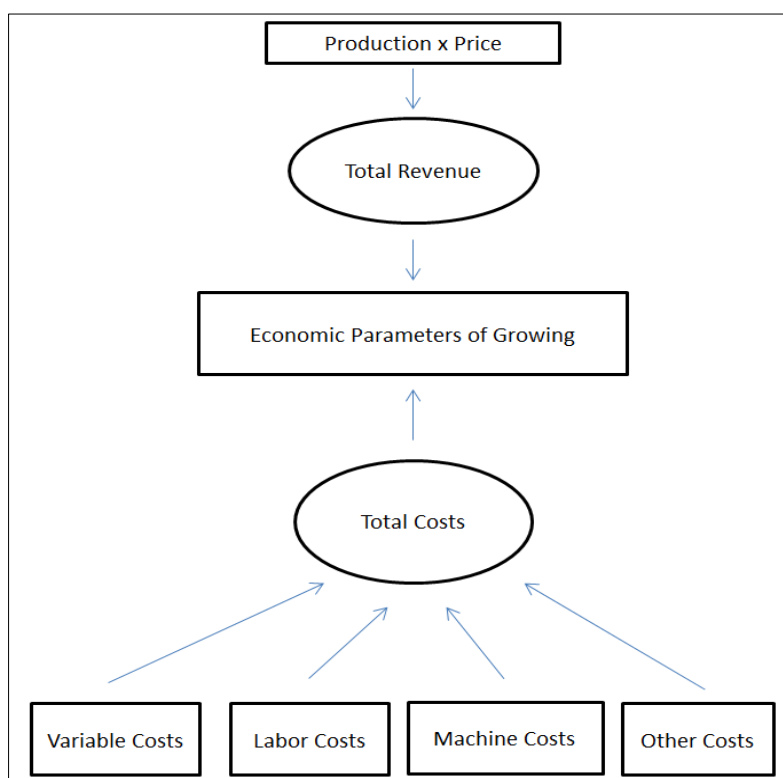 Production x Price
Total Revenue
Economic Parameters of Growing
Total Costs
Variable Costs
Labor Costs
Machine Costs
Other Costs